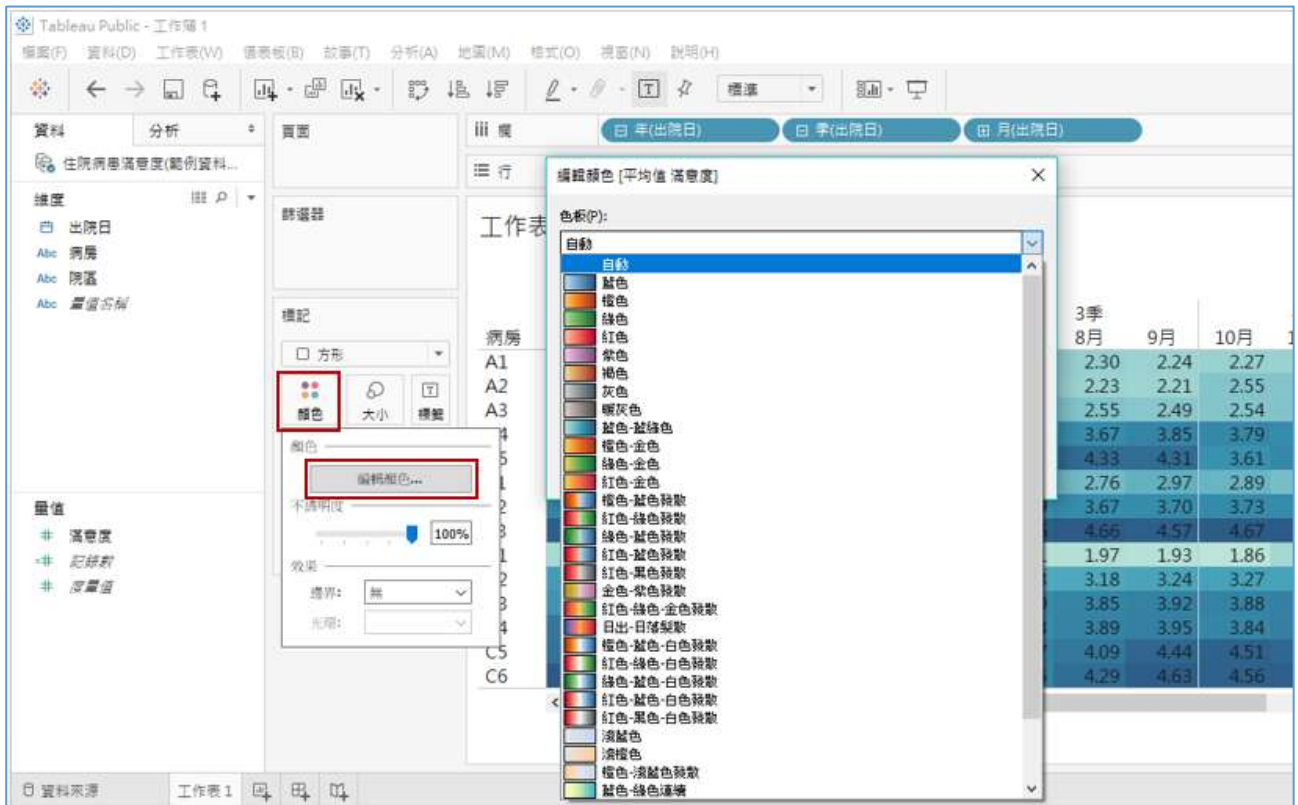 Tableau Public - 工作簿 1
檔案(F) 資料(D) 工作表(W) 儀表板(B) 故事(T) 分析(A) 地圖(M) 格式(O) 視窗(N) 說明(H)
標準
資料 分析
頁面
iii 欄
年(出院日) 季(出院日) 月(出院日)
住院病患滿意度(範例資料...
行
維度
出院日
Abc 病房
Abc 院區
Abc 量值名稱
篩選器
工作表
標記
方形
顏色 大小 標籤
顏色
編輯顏色...
不透明度
100%
效果
邊界: 無
光環:
量值
# 滿意度
=# 記錄數
# 度量值
編輯顏色 [平均值 滿意度]
色板(P):
自動
自動
藍色
橙色
綠色
紅色
紫色
褐色
灰色
暖灰色
藍色-藍綠色
橙色-金色
綠色-金色
紅色-金色
橙色-藍色發散
紅色-綠色發散
綠色-藍色發散
紅色-藍色發散
紅色-黑色發散
金色-紫色發散
紅色-綠色-金色發散
日出-日落髮散
橙色-藍色-白色發散
紅色-綠色-白色發散
綠色-藍色-白色發散
紅色-藍色-白色發散
紅色-黑色-白色發散
淺藍色
淺橙色
橙色-淺藍色發散
藍色-綠色連續
3季
病房 8月 9月 10月
A1 2.30 2.24 2.27
A2 2.23 2.21 2.55
A3 2.55 2.49 2.54
4 3.67 3.85 3.79
5 4.33 4.31 3.61
1 2.76 2.97 2.89
2 3.67 3.70 3.73
3 4.66 4.57 4.67
1 1.97 1.93 1.86
2 3.18 3.24 3.27
3 3.85 3.92 3.88
4 3.89 3.95 3.84
C5 4.09 4.44 4.51
C6 4.29 4.63 4.56
資料來源 工作表 1